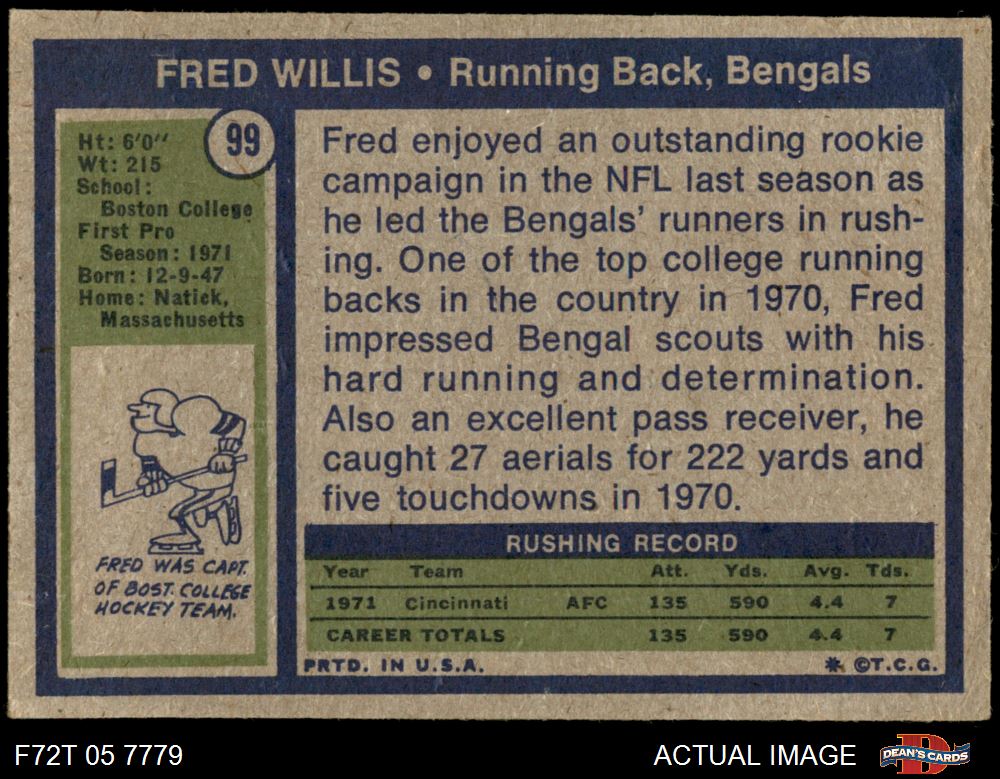 FRED WILLIS • Running Back, Bengals
99
Ht: 6'0''
Wt: 215
School:
Boston College
First Pro
Season: 1971
Born: 12-9-47
Home: Natick,
Massachusetts
FRED WAS CAPT.
OF BOST. COLLEGE
HOCKEY TEAM.
Fred enjoyed an outstanding rookie
campaign in the NFL last season as
he led the Bengals' runners in rush-
ing. One of the top college running
backs in the country in 1970, Fred
impressed Bengal scouts with his
hard running and determination.
Also an excellent pass receiver, he
caught 27 aerials for 222 yards and
five touchdowns in 1970.
RUSHING RECORD
Year Team Att. Yds. Avg. Tds.
1971 Cincinnati AFC 135 590 4.4 7
CAREER TOTALS 135 590 4.4 7
PRTD. IN U.S.A. * ©T.C.G.
F72T 05 7779 ACTUAL IMAGE DEAN'S CARDS